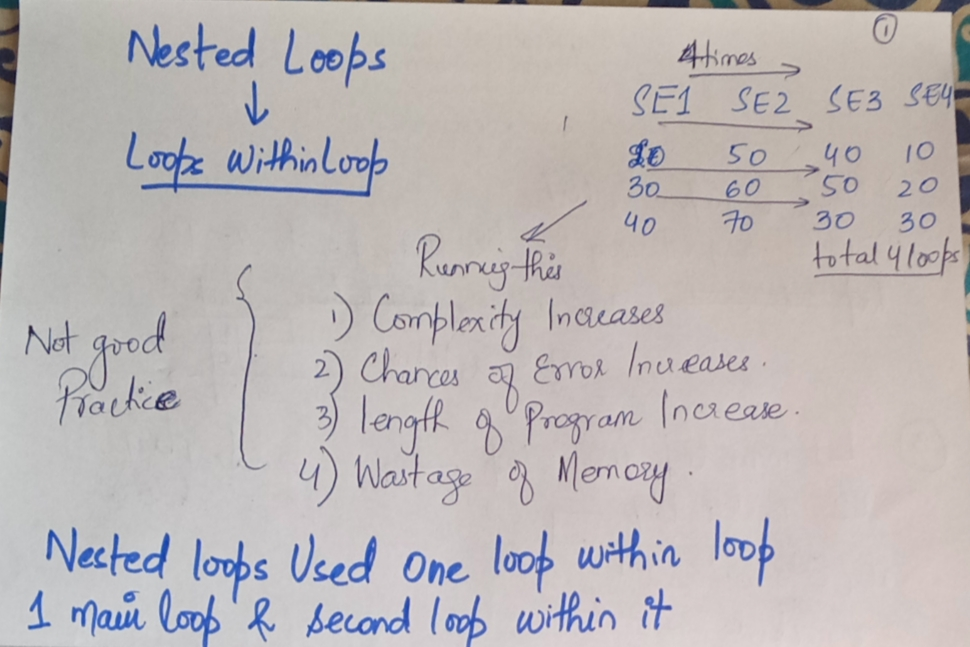 ①
Nested Loops
↓
Loops within Loop
4times
SE1 SE2 SE3 SE4
50 40 10
30 60 50 20
40 70 30 30
total 4 loops
Running this
Not good
Practice
1) Complexity Increases
2) Chances of Error Increases.
3) length of Program Increase.
4) Wastage of Memory.
Nested loops Used One loop within loop
1 main loop & second loop within it